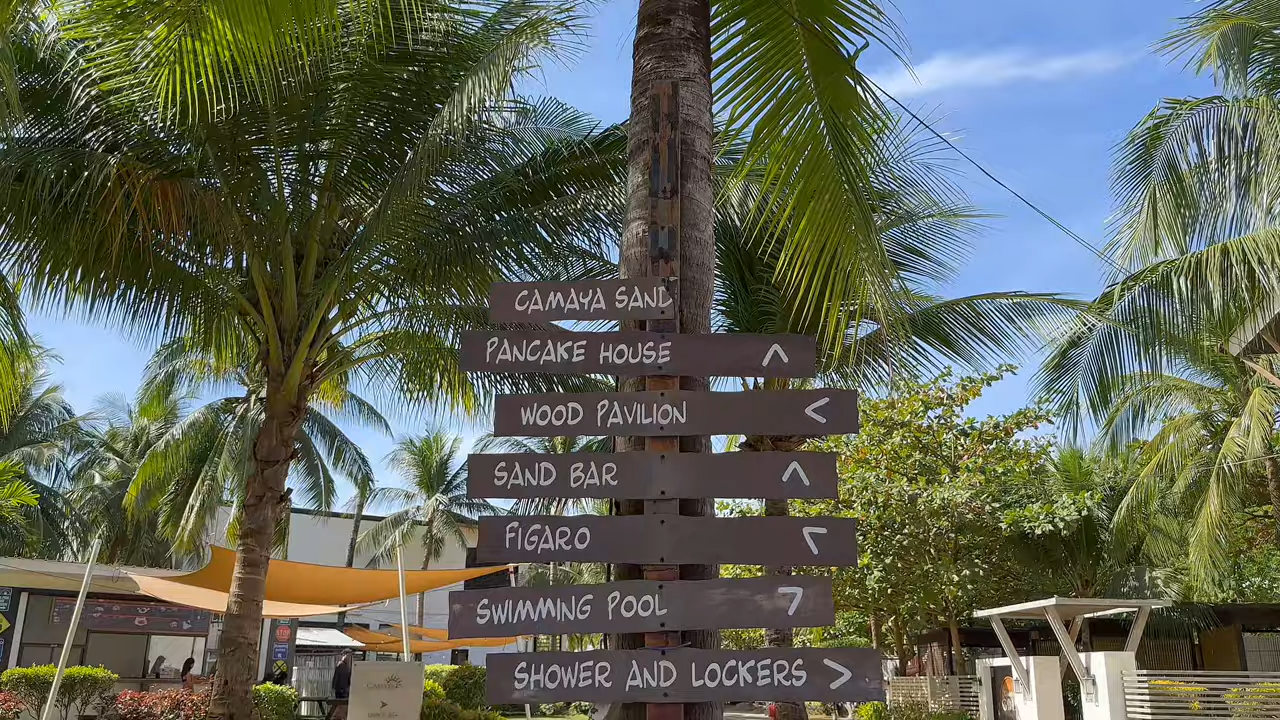 CAMAYA SAND
PANCAKE HOUSE ^
WOOD PAVILION <
SAND BAR ^
FIGARO
SWIMMING POOL
SHOWER AND LOCKERS >